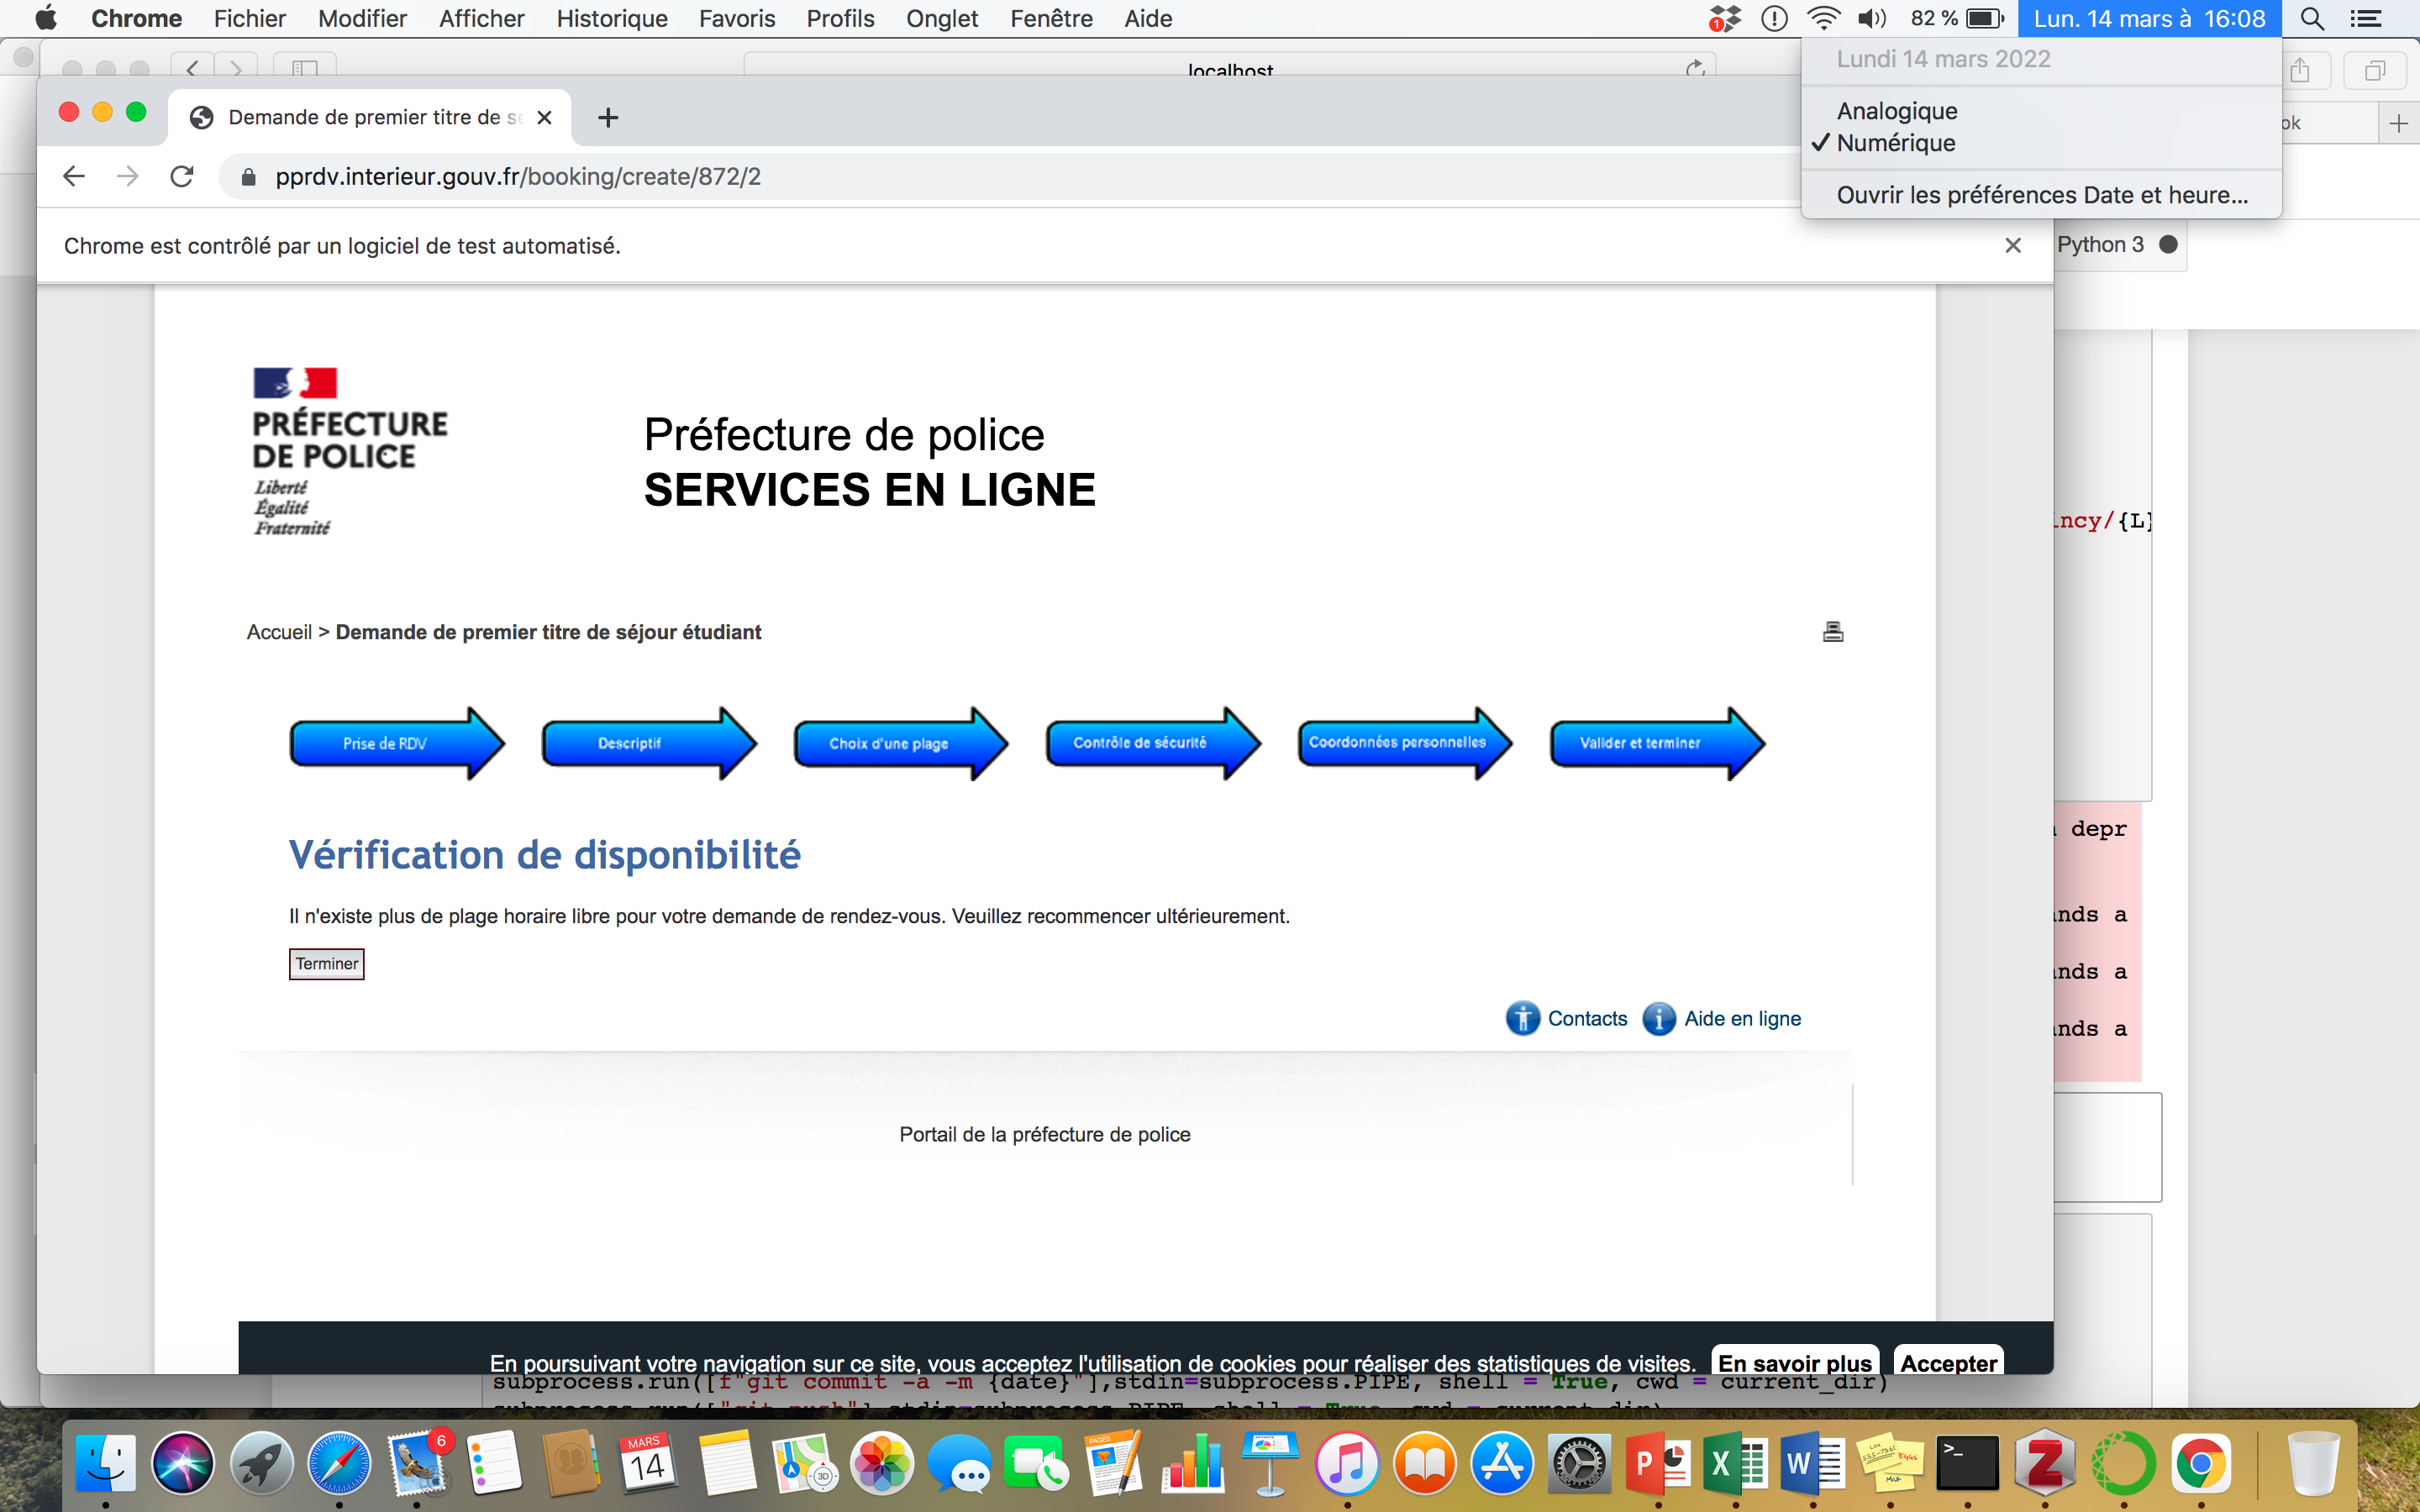 Chrome Fichier Modifier Afficher Historique Favoris Profils Onglet Fenêtre Aide 1 82 % Lun. 14 mars à 16:08
Lundi 14 mars 2022
Analogique
✓ Numérique
Ouvrir les préférences Date et heure...
localhost
ok
Demande de premier titre de
pprdv.interieur.gouv.fr/booking/create/872/2
Chrome est contrôlé par un logiciel de test automatisé.
Python 3
PRÉFECTURE
DE POLICE
Liberté
Égalité
Fraternité
Préfecture de police
SERVICES EN LIGNE
ncy/{L}
Accueil > Demande de premier titre de séjour étudiant
Prise de RDV Descriptif Choix d'une plage Contrôle de sécurité Coordonnées personnelles Valider et terminer
depr
Vérification de disponibilité
Il n'existe plus de plage horaire libre pour votre demande de rendez-vous. Veuillez recommencer ultérieurement.
nds a
Terminer
nds a
Contacts Aide en ligne
nds a
Portail de la préfecture de police
En poursuivant votre navigation sur ce site, vous acceptez l'utilisation de cookies pour réaliser des statistiques de visites. En savoir plus Accepter
subprocess.run([f"git commit -a -m {date}"],stdin=subprocess.PIPE, shell = True, cwd = current_dir)
6
MARS
14
3D
PAGES